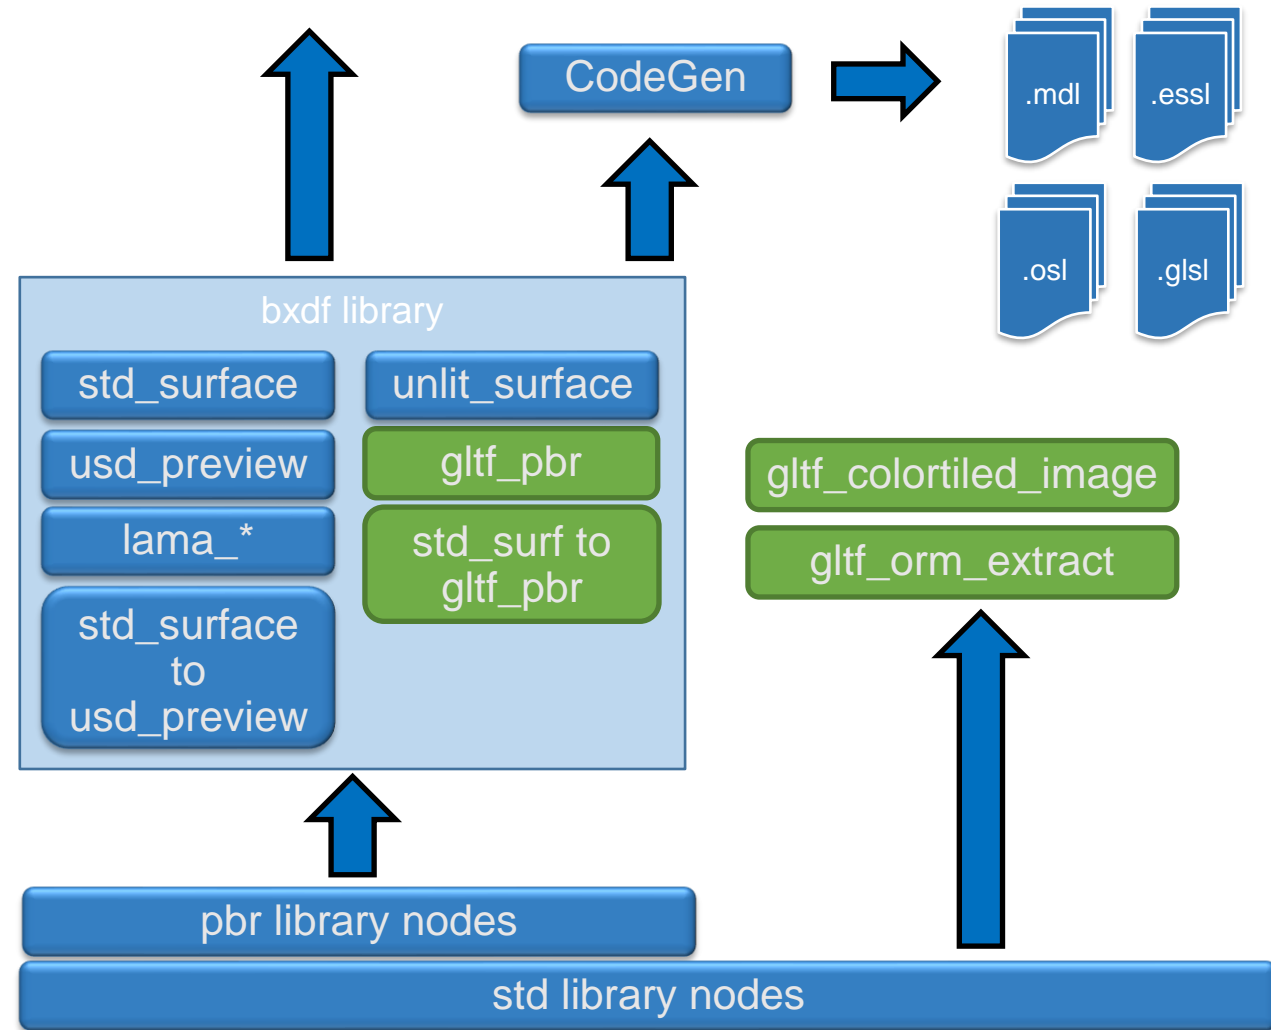 CodeGen
.mdl
.essl
.osl
.glsl
bxdf library
std_surface
unlit_surface
usd_preview
gltf_pbr
lama_*
std_surf to
gltf_pbr
std_surface
to
usd_preview
gltf_colortiled_image
gltf_orm_extract
pbr library nodes
std library nodes